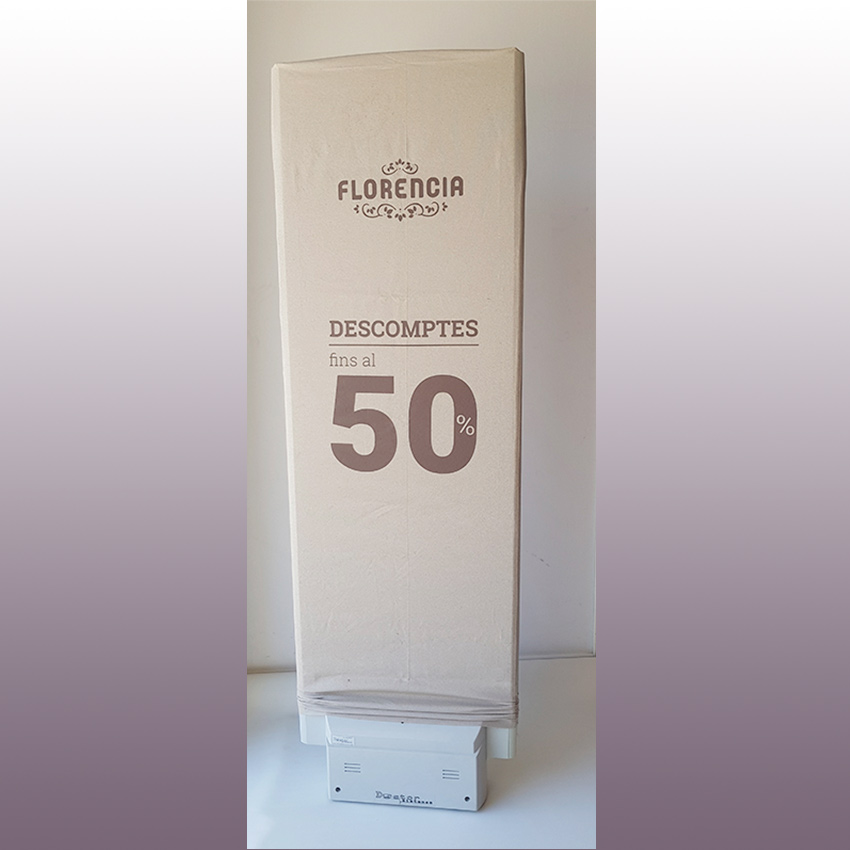 FLORENCIA
DESCOMPTES
fins al
50%